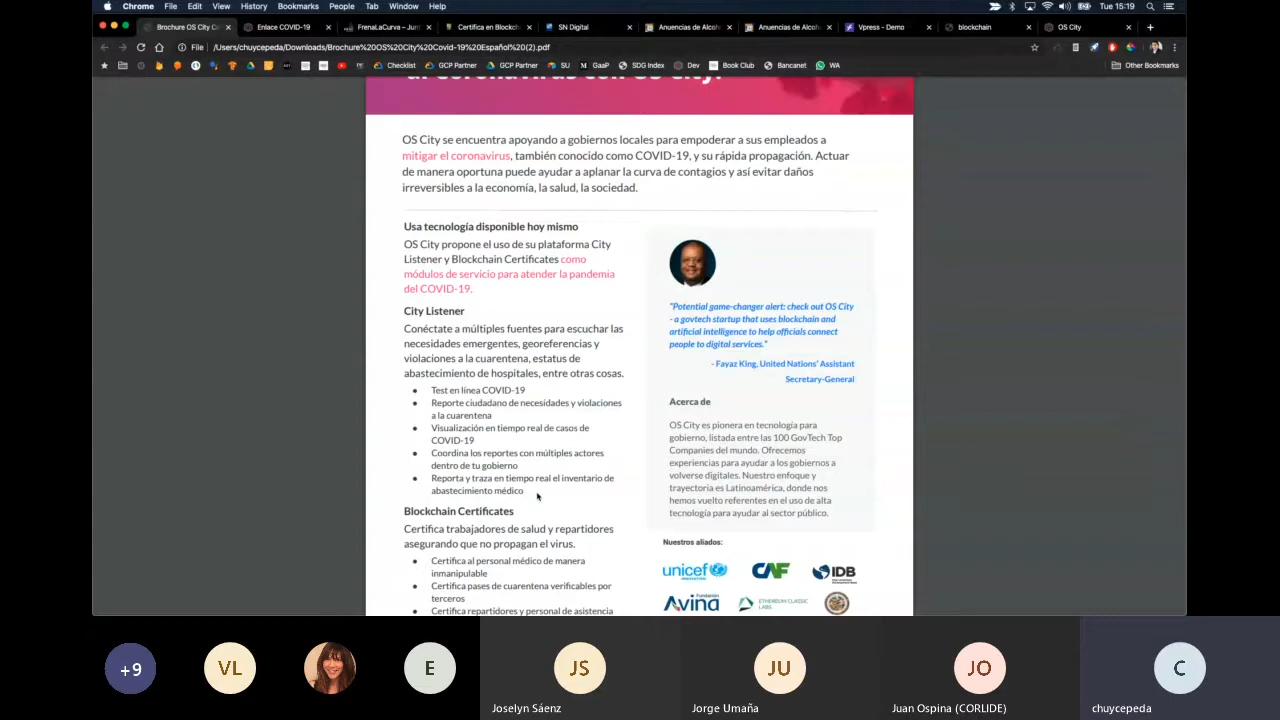 Chrome File Edit View History Bookmarks People Tab Window Help Tue 15:19
Brochure OS City C Enlace COVID-19 FrenaLaCurva - JCM Certifica en Blockch SN Digital Anuencias de Alcoh Anuencias de Alcoh Vpress - Demo blockchain OS City
File /Users/chuycepeda/Downloads/Brochure%20OS%20City%20Covid-19%20Español%20(2).pdf
Checklist GCP Partner GCP Partner SU GaaP SDG Index Dev Book Club Bancanet WA Other Bookmarks
al Coronavirus con OS City.
OS City se encuentra apoyando a gobiernos locales para empoderar a sus empleados a
mitigar el coronavirus, también conocido como COVID-19, y su rápida propagación. Actuar
de manera oportuna puede ayudar a aplanar la curva de contagios y así evitar daños
irreversibles a la economía, la salud, la sociedad.
Usa tecnología disponible hoy mismo
OS City propone el uso de su plataforma City
Listener y Blockchain Certificates como
módulos de servicio para atender la pandemia
del COVID-19.
City Listener
Conéctate a múltiples fuentes para escuchar las
necesidades emergentes, georeferencias y
violaciones a la cuarentena, estatus de
abastecimiento de hospitales, entre otras cosas.
● Test en línea COVID-19
● Reporte ciudadano de necesidades y violaciones
a la cuarentena
● Visualización en tiempo real de casos de
COVID-19
● Coordina los reportes con múltiples actores
dentro de tu gobierno
● Reporta y traza en tiempo real el inventario de
abastecimiento médico
Blockchain Certificates
Certifica trabajadores de salud y repartidores
asegurando que no propagan el virus.
● Certifica al personal médico de manera
inmanipulable
● Certifica pases de cuarentena verificables por
terceros
● Certifica repartidores y personal de asistencia
"Potential game-changer alert: check out OS City
- a govtech startup that uses blockchain and
artificial intelligence to help officials connect
people to digital services."
- Fayaz King, United Nations' Assistant
Secretary-General
Acerca de
OS City es pionera en tecnología para
gobierno, listada entre las 100 GovTech Top
Companies del mundo. Ofrecemos
experiencias para ayudar a los gobiernos a
volverse digitales. Nuestro enfoque y
trayectoria es Latinoamérica, donde nos
hemos vuelto referentes en el uso de alta
tecnología para ayudar al sector público.
Nuestros aliados:
unicef CAF IDB
Fundación
Avina ETHEREUM CLASSIC
LABS
+9 VL E JS JU JO C
Joselyn Sáenz Jorge Umaña Juan Ospina (CORLIDE) chuycepeda